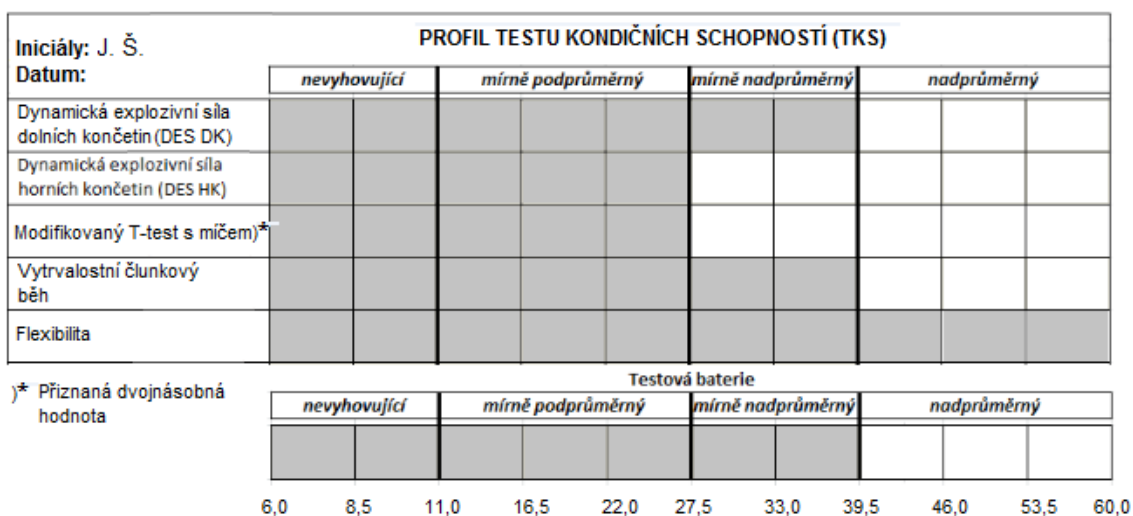 PROFIL TESTU KONDIČNÍCH SCHOPNOSTÍ (TKS)
Iniciály: J. Š.
Datum:
nevyhovující mírně podprůměrný mírně nadprůměrný nadprůměrný
Dynamická explozivní síla
dolních končetin (DES DK)
Dynamická explozivní síla
horních končetin (DES HK)
Modifikovaný T-test s míčem)*
Vytrvalostní člunkový
běh
Flexibilita
)* Přiznaná dvojnásobná
hodnota
Testová baterie
nevyhovující mírně podprůměrný mírně nadprůměrný nadprůměrný
6,0 8,5 11,0 16,5 22,0 27,5 33,0 39,5 46,0 53,5 60,0